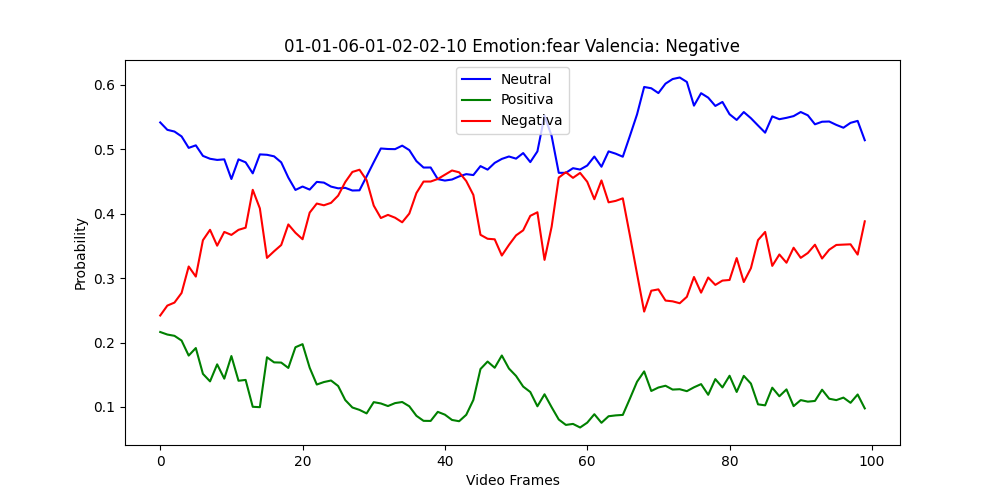 01-01-06-01-02-02-10 Emotion:fear Valencia: Negative
Neutral
Positiva
Negativa
Probability
0.6
0.5
0.4
0.3
0.2
0.1
0 20 40 60 80 100
Video Frames